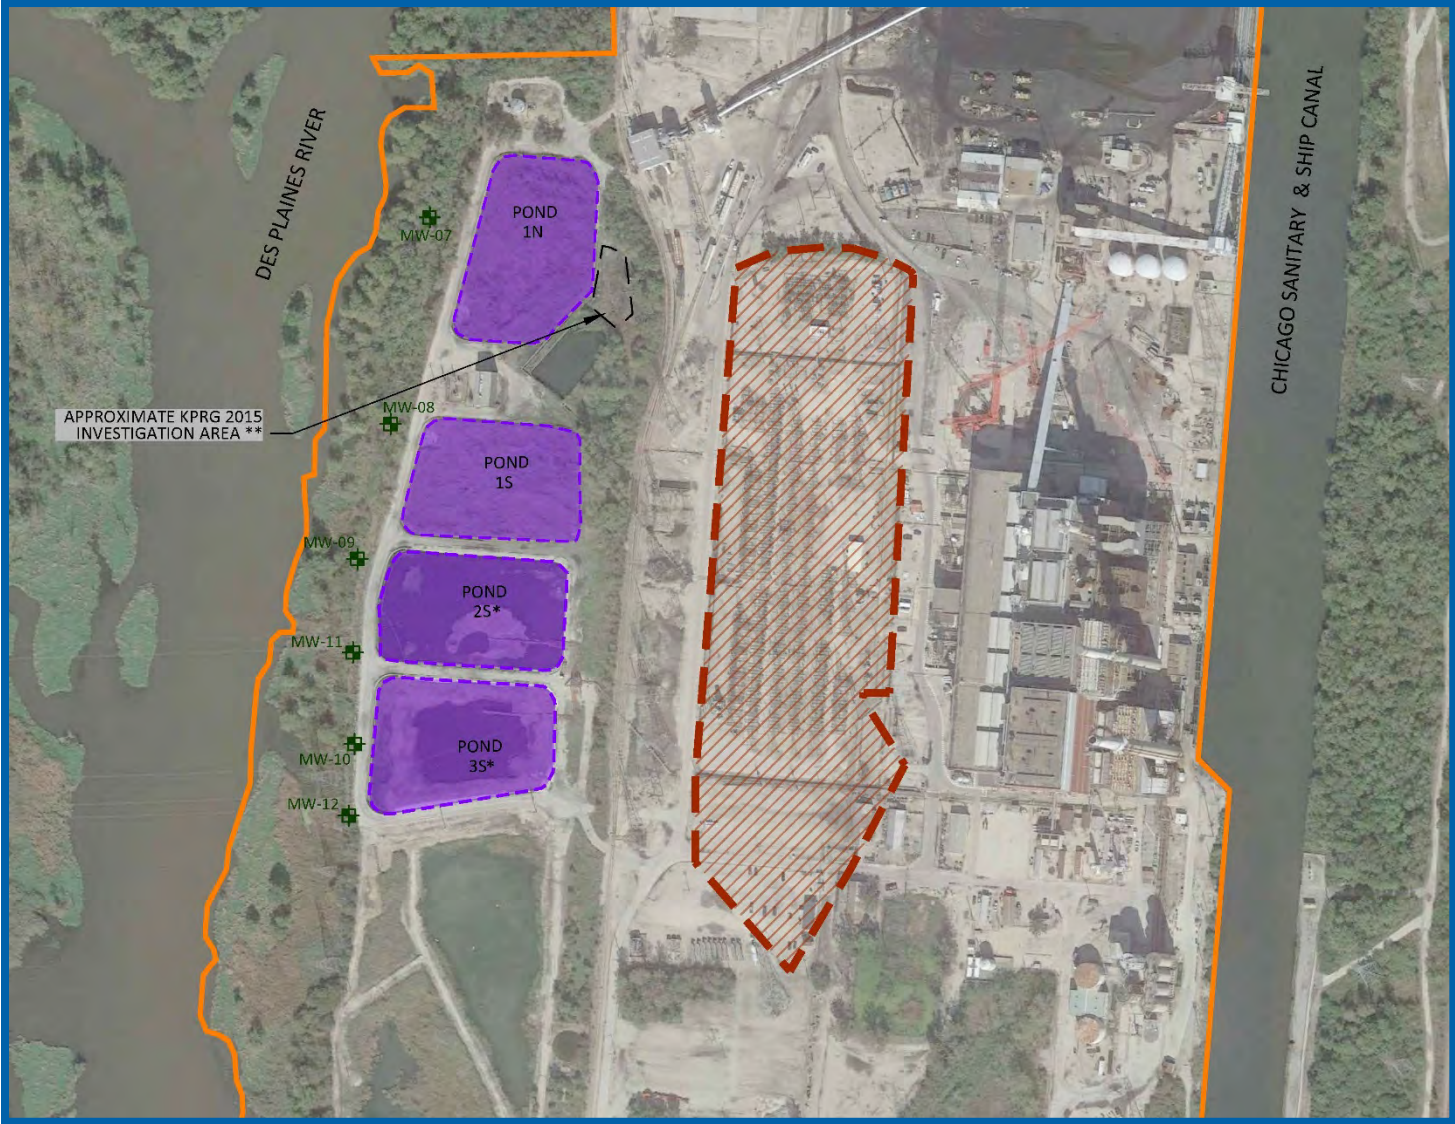 DES PLAINES RIVER
CHICAGO SANITARY & SHIP CANAL
POND
1N
MW-07
APPROXIMATE KPRG 2015
INVESTIGATION AREA **
MW-08
POND
1S
MW-09
POND
2S*
MW-11
POND
3S*
MW-10
MW-12